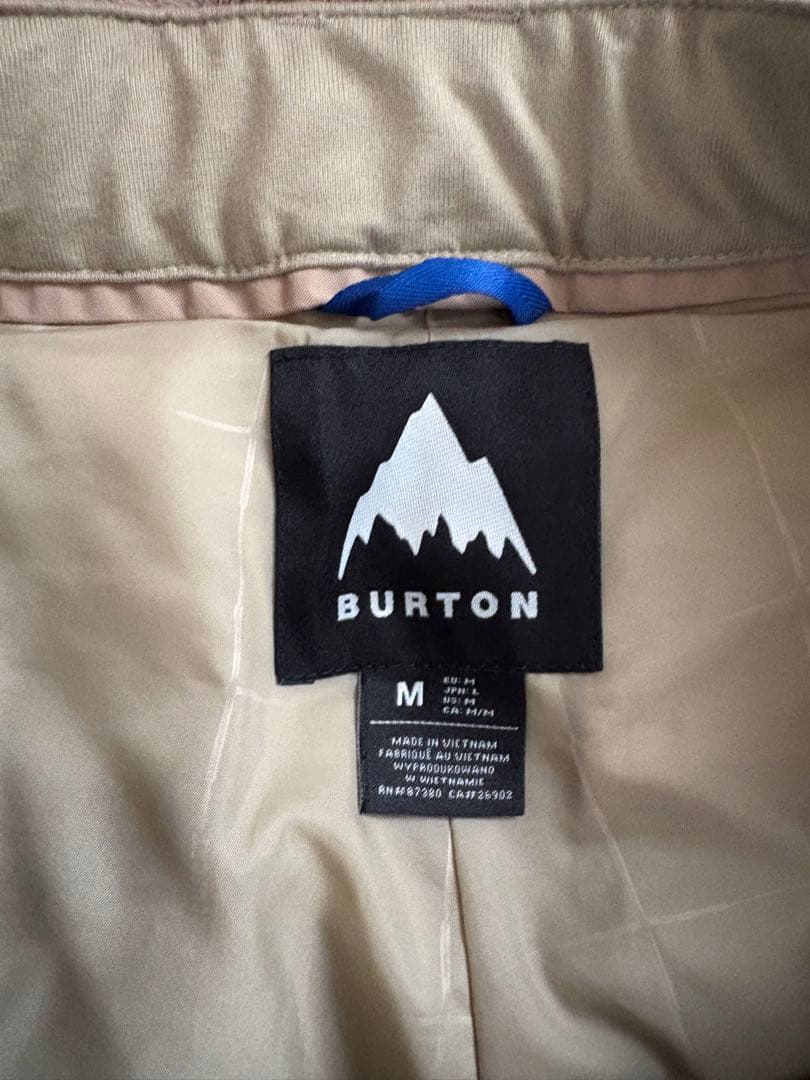 BURTON
M
EU: M
JPN: L
US: M
CA: M/M
MADE IN VIETNAM
FABRIQUÉ AU VIETNAM
WYPRODUKOWANO
W WIETNAMIE
RN#87380 CA#26902